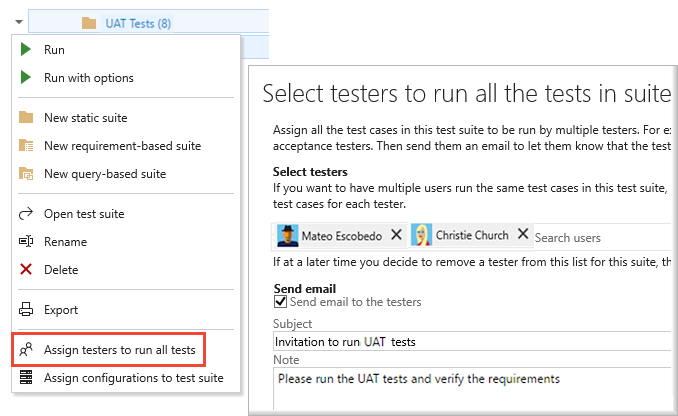 UAT Tests (8)
Run
Run with options
New static suite
New requirement-based suite
New query-based suite
Open test suite
Rename
Delete
Export
Assign testers to run all tests
Assign configurations to test suite
Select testers to run all the tests in suite
Assign all the test cases in this test suite to be run by multiple testers. For ex
acceptance testers. Then send them an email to let them know that the test
Select testers
If you want to have multiple users run the same test cases in this test suite,
test cases for each tester.
Mateo Escobedo Christie Church Search users
If at a later time you decide to remove a tester from this list for this suite, th
Send email
Send email to the testers
Subject
Invitation to run UAT tests
Note
Please run the UAT tests and verify the requirements